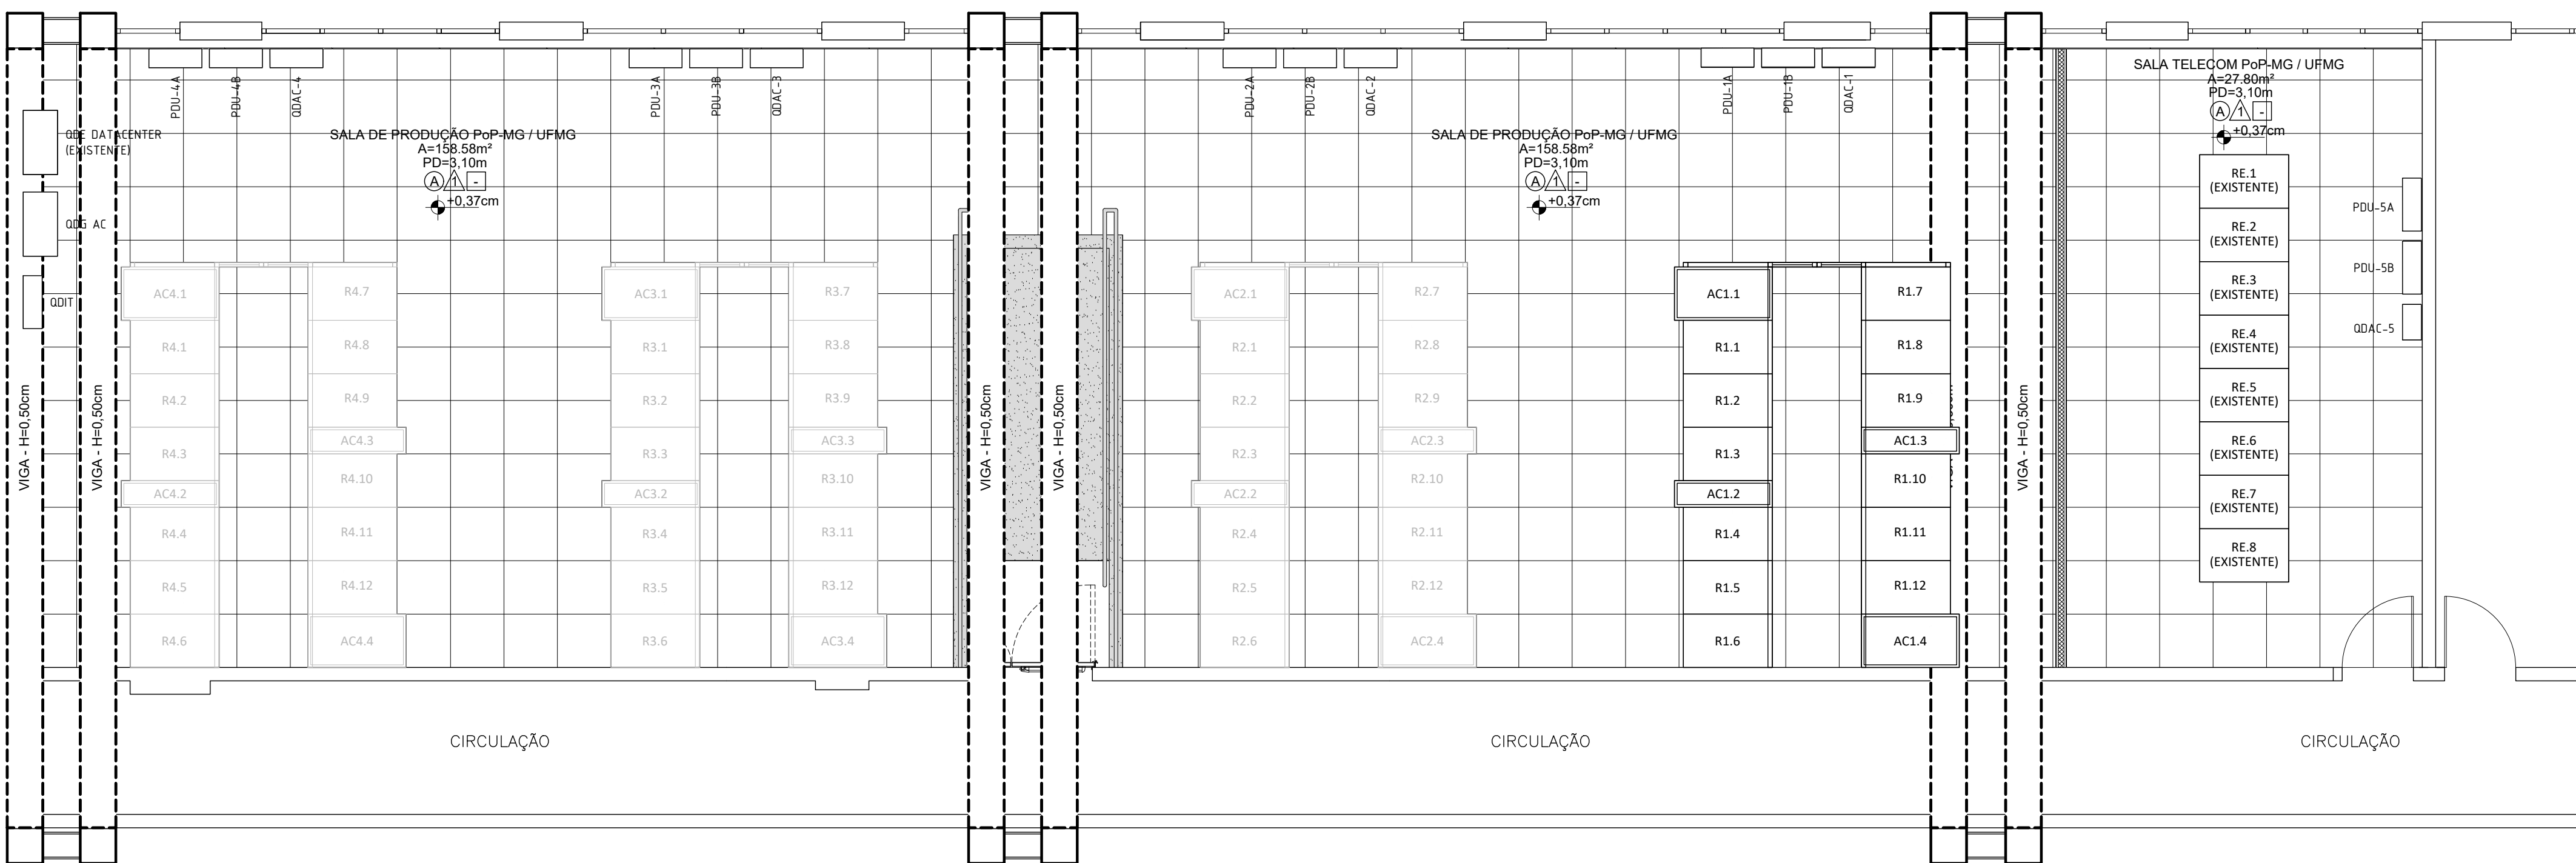 PDU-4A
PDU-4B
QDAC-4
PDU-3A
PDU-3B
QDAC-3
PDU-2A
PDU-2B
QDAC-2
PDU-1A
PDU-1B
QDAC-1
QDE DATACENTER
(EXISTENTE)
QDG AC
QDIT
SALA DE PRODUÇÃO PoP-MG / UFMG
A=158.58m²
PD=3,10m
A 1 -
+0,37cm
SALA DE PRODUÇÃO PoP-MG / UFMG
A=158.58m²
PD=3,10m
A 1 -
+0,37cm
SALA TELECOM PoP-MG / UFMG
A=27.80m²
PD=3,10m
A 1 -
+0,37cm
VIGA - H=0,50cm
VIGA - H=0,50cm
AC4.1
R4.1
R4.2
R4.3
AC4.2
R4.4
R4.5
R4.6
R4.7
R4.8
R4.9
AC4.3
R4.10
R4.11
R4.12
AC4.4
AC3.1
R3.1
R3.2
R3.3
AC3.2
R3.4
R3.5
R3.6
R3.7
R3.8
R3.9
AC3.3
R3.10
R3.11
R3.12
AC3.4
VIGA - H=0,50cm
VIGA - H=0,50cm
AC2.1
R2.1
R2.2
R2.3
AC2.2
R2.4
R2.5
R2.6
R2.7
R2.8
R2.9
AC2.3
R2.10
R2.11
R2.12
AC2.4
AC1.1
R1.1
R1.2
R1.3
AC1.2
R1.4
R1.5
R1.6
R1.7
R1.8
R1.9
AC1.3
R1.10
R1.11
R1.12
AC1.4
VIGA - H=0,50cm
RE.1
(EXISTENTE)
RE.2
(EXISTENTE)
RE.3
(EXISTENTE)
RE.4
(EXISTENTE)
RE.5
(EXISTENTE)
RE.6
(EXISTENTE)
RE.7
(EXISTENTE)
RE.8
(EXISTENTE)
PDU-5A
PDU-5B
QDAC-5
CIRCULAÇÃO
CIRCULAÇÃO
CIRCULAÇÃO